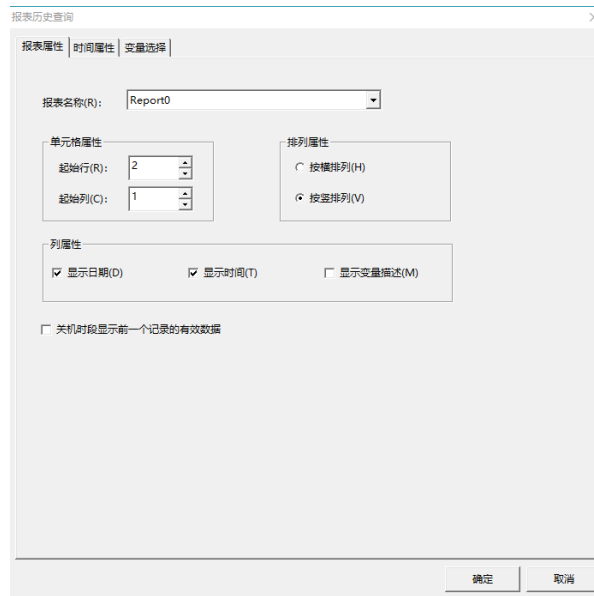 报表历史查询
报表属性 时间属性 变量选择
报表名称(R): Report0
单元格属性 排列属性
起始行(R): 2 按横排列(H)
起始列(C): 1 按竖排列(V)
列属性
显示日期(D) 显示时间(T) 显示变量描述(M)
关机时段显示前一个记录的有效数据
确定 取消